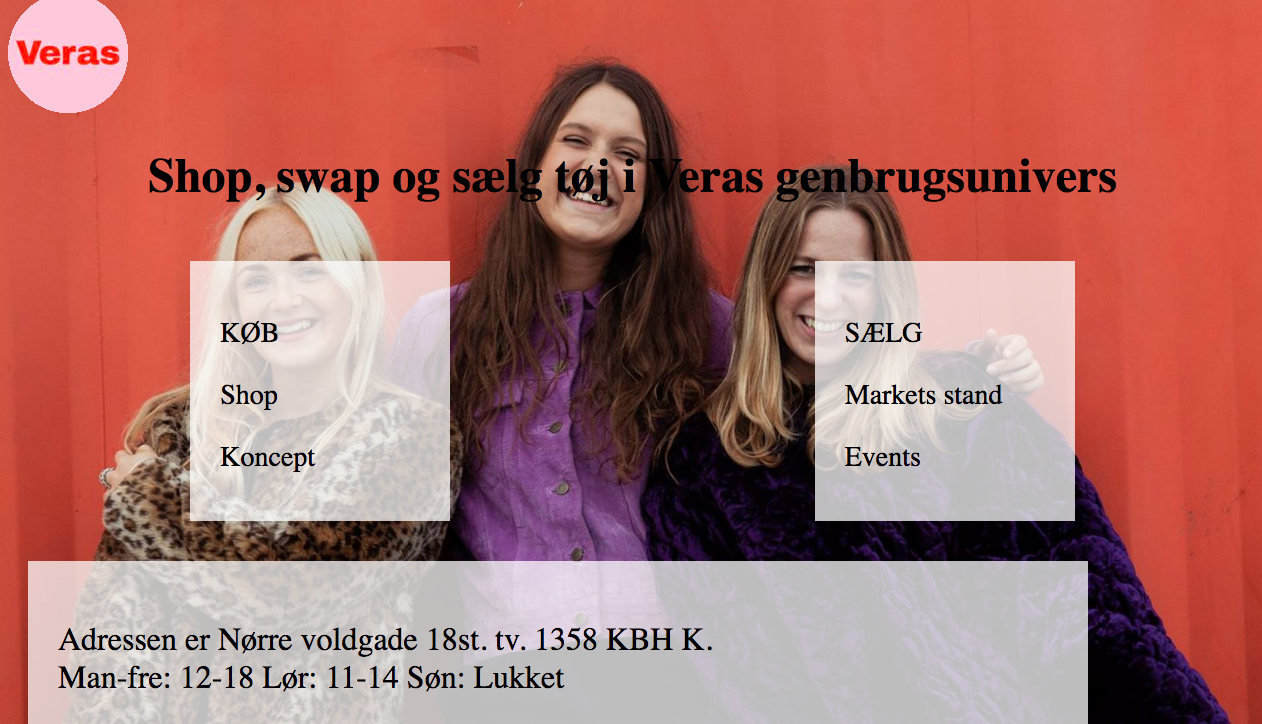 Veras
Shop, swap og sælg tøj i Veras genbrugsunivers
KØB
Shop
Koncept
SÆLG
Markets stand
Events
Adressen er Nørre voldgade 18st. tv. 1358 KBH K.
Man-fre: 12-18 Lør: 11-14 Søn: Lukket